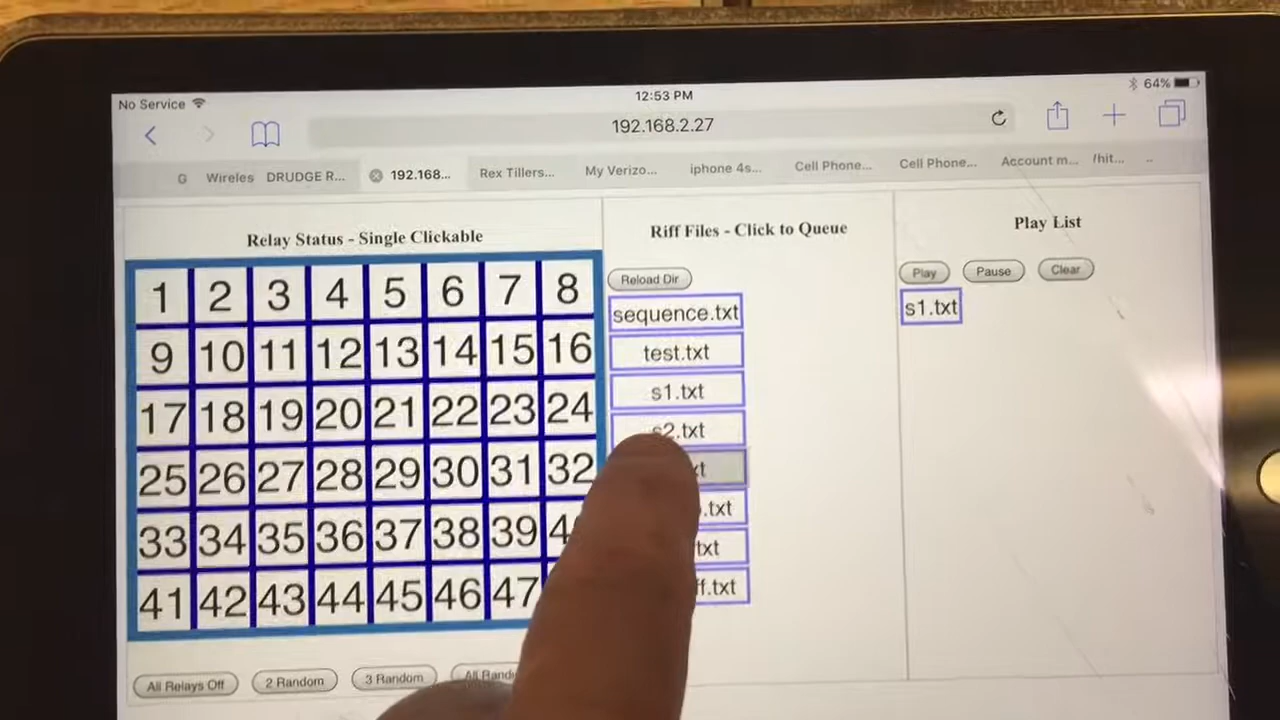 No Service
12:53 PM
64%
192.168.2.27
G Wireles DRUDGE R... 192.168... Rex Tillers... My Verizo... iphone 4s... Cell Phone... Cell Phone... Account m... /hit... ..
Relay Status - Single Clickable
1 2 3 4 5 6 7 8
9 10 11 12 13 14 15 16
17 18 19 20 21 22 23 24
25 26 27 28 29 30 31 32
33 34 35 36 37 38 39
41 42 43 44 45 46 47
All Relays Off 2 Random 3 Random
Riff Files - Click to Queue
Reload Dir
sequence.txt
test.txt
s1.txt
s2.txt
Play List
Play Pause Clear
s1.txt